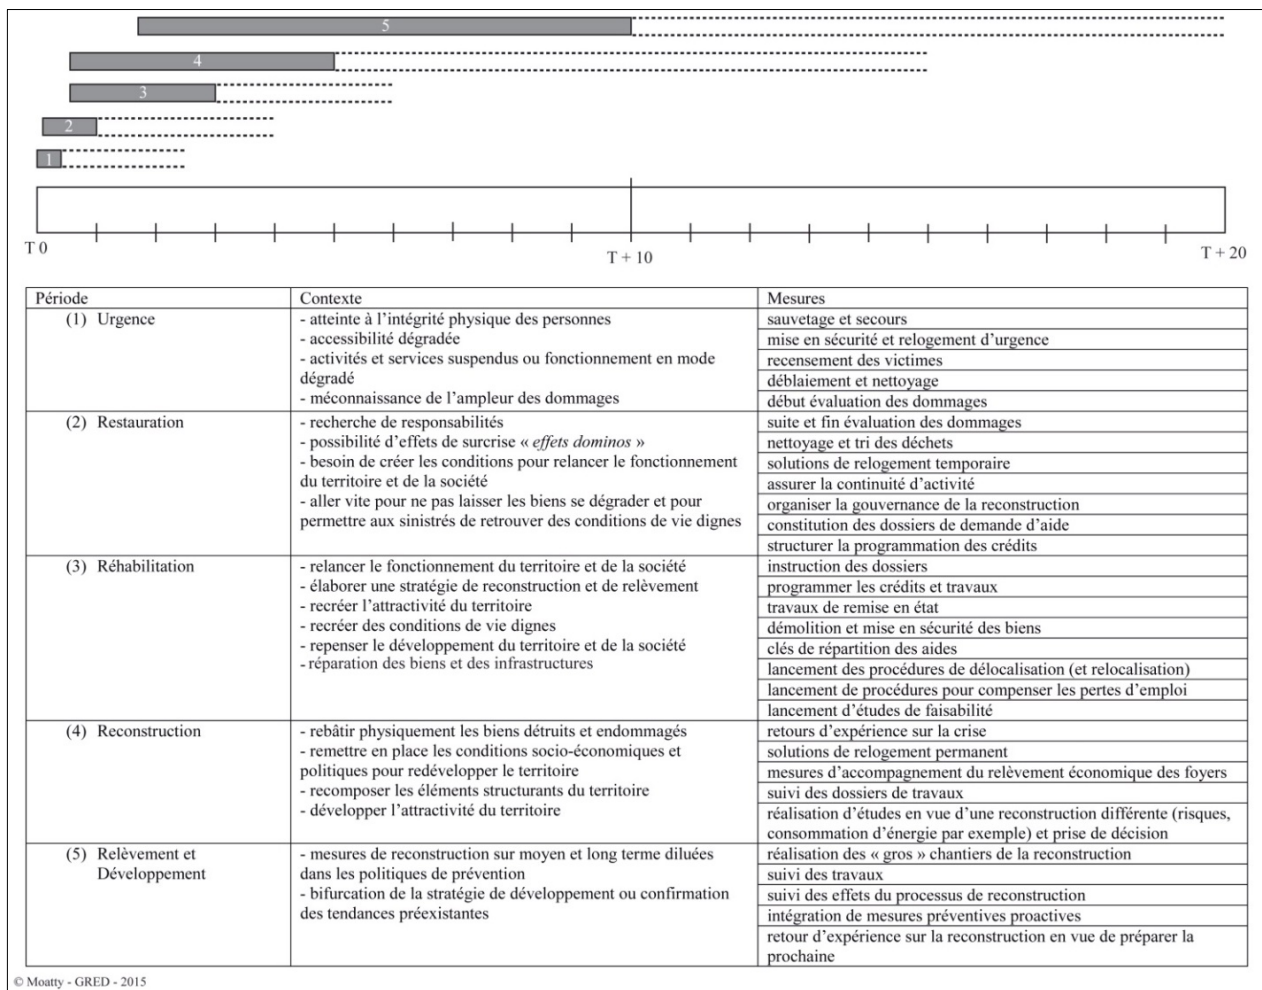 5
4
3
2
1
T 0
T + 10
T + 20
Période
Contexte
Mesures
(1) Urgence
- atteinte à l’intégrité physique des personnes
- accessibilité dégradée
- activités et services suspendus ou fonctionnement en mode
dégradé
- méconnaissance de l’ampleur des dommages
sauvetage et secours
mise en sécurité et relogement d’urgence
recensement des victimes
déblaiement et nettoyage
début évaluation des dommages
(2) Restauration
- recherche de responsabilités
- possibilité d’effets de surcrise « effets dominos »
- besoin de créer les conditions pour relancer le fonctionnement
du territoire et de la société
- aller vite pour ne pas laisser les biens se dégrader et pour
permettre aux sinistrés de retrouver des conditions de vie dignes
suite et fin évaluation des dommages
nettoyage et tri des déchets
solutions de relogement temporaire
assurer la continuité d’activité
organiser la gouvernance de la reconstruction
constitution des dossiers de demande d’aide
structurer la programmation des crédits
(3) Réhabilitation
- relancer le fonctionnement du territoire et de la société
- élaborer une stratégie de reconstruction et de relèvement
- recréer l’attractivité du territoire
- recréer des conditions de vie dignes
- repenser le développement du territoire et de la société
- réparation des biens et des infrastructures
instruction des dossiers
programmer les crédits et travaux
travaux de remise en état
démolition et mise en sécurité des biens
clés de répartition des aides
lancement des procédures de délocalisation (et relocalisation)
lancement de procédures pour compenser les pertes d’emploi
lancement d’études de faisabilité
(4) Reconstruction
- rebâtir physiquement les biens détruits et endommagés
- remettre en place les conditions socio-économiques et
politiques pour redévelopper le territoire
- recomposer les éléments structurants du territoire
- développer l’attractivité du territoire
retours d’expérience sur la crise
solutions de relogement permanent
mesures d’accompagnement du relèvement économique des foyers
suivi des dossiers de travaux
réalisation d’études en vue d’une reconstruction différente (risques,
consommation d’énergie par exemple) et prise de décision
(5) Relèvement et
Développement
- mesures de reconstruction sur moyen et long terme diluées
dans les politiques de prévention
- bifurcation de la stratégie de développement ou confirmation
des tendances préexistantes
réalisation des « gros » chantiers de la reconstruction
suivi des travaux
suivi des effets du processus de reconstruction
intégration de mesures préventives proactives
retour d’expérience sur la reconstruction en vue de préparer la
prochaine
© Moatty - GRED - 2015